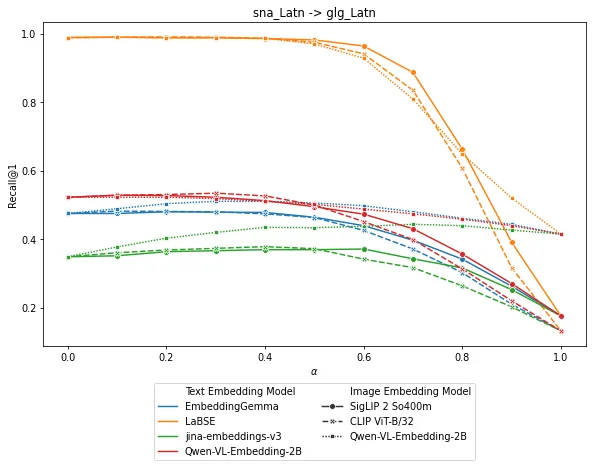 sna_Latn -> glg_Latn
1.0
0.8
0.6
0.4
0.2
Recall@1
0.0 0.2 0.4 0.6 0.8 1.0
α
Text Embedding Model Image Embedding Model
EmbeddingGemma SigLIP 2 So400m
LaBSE CLIP ViT-B/32
jina-embeddings-v3 Qwen-VL-Embedding-2B
Qwen-VL-Embedding-2B